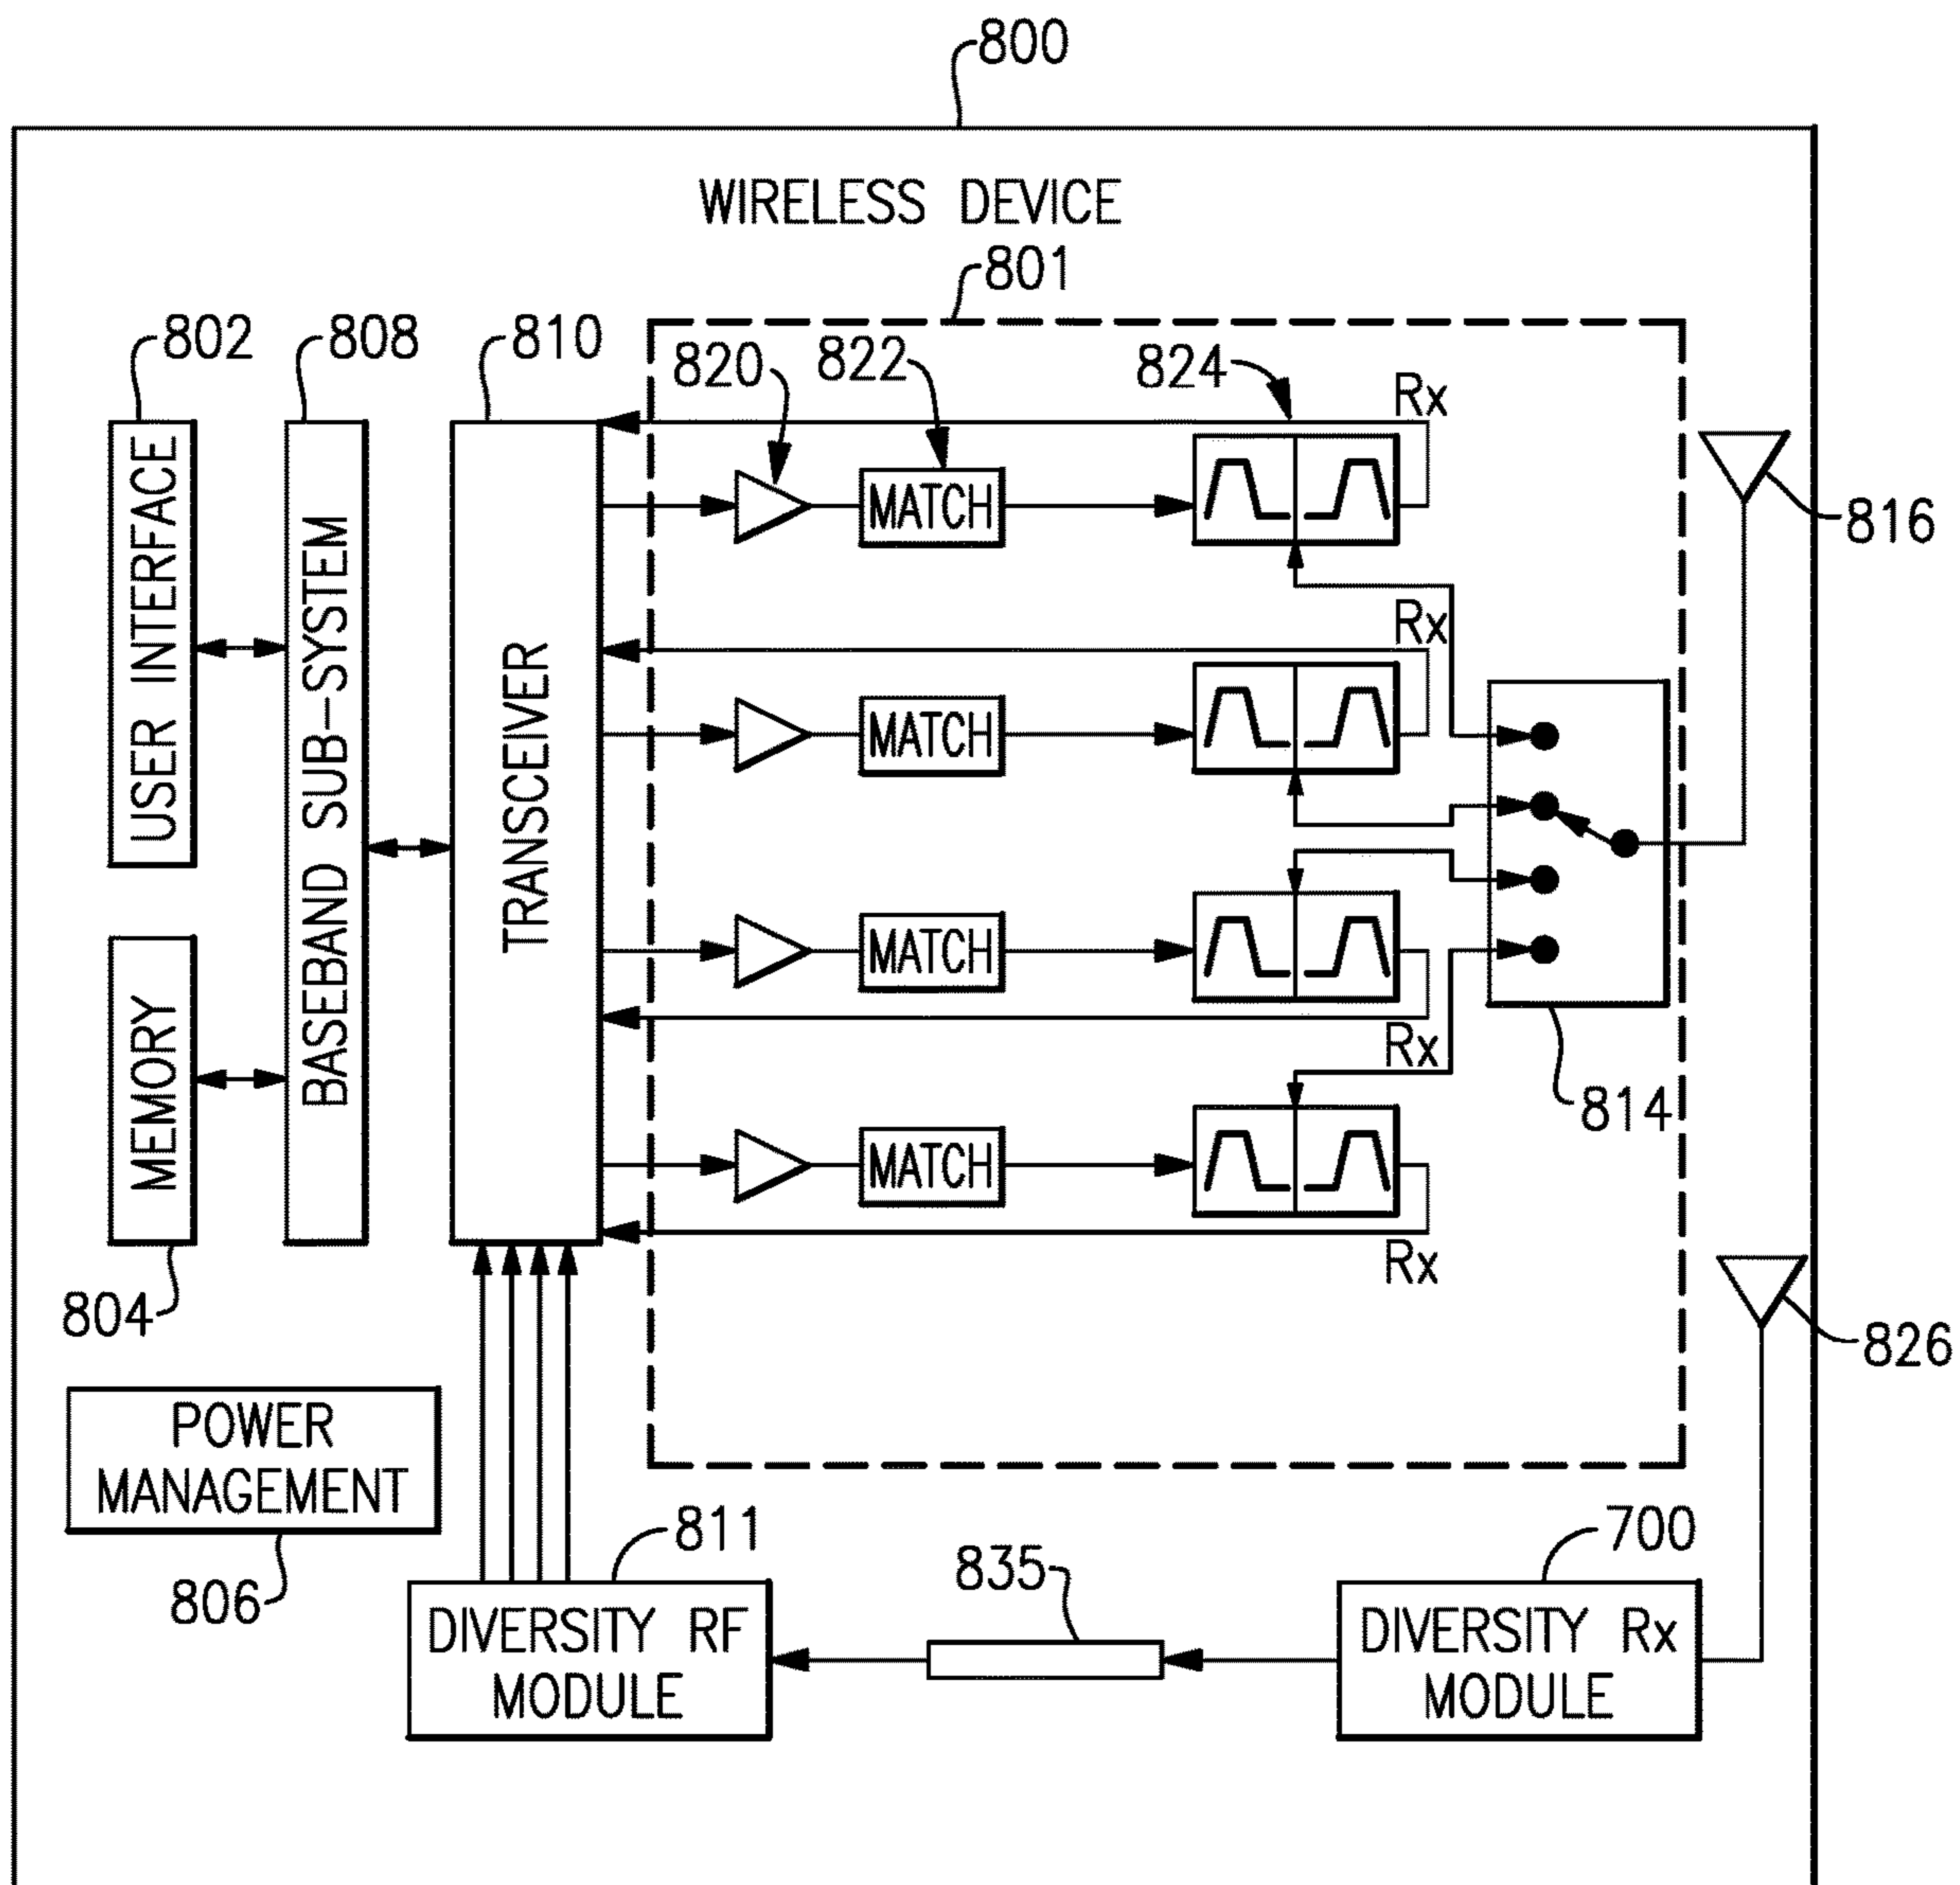 800
WIRELESS DEVICE
801
802
808
810
820
822
824
Rx
USER INTERFACE
BASEBAND SUB-SYSTEM
TRANSCEIVER
MATCH
816
Rx
MATCH
MATCH
Rx
814
MEMORY
MATCH
Rx
804
826
POWER
MANAGEMENT
806
811
835
700
DIVERSITY RF
MODULE
DIVERSITY Rx
MODULE